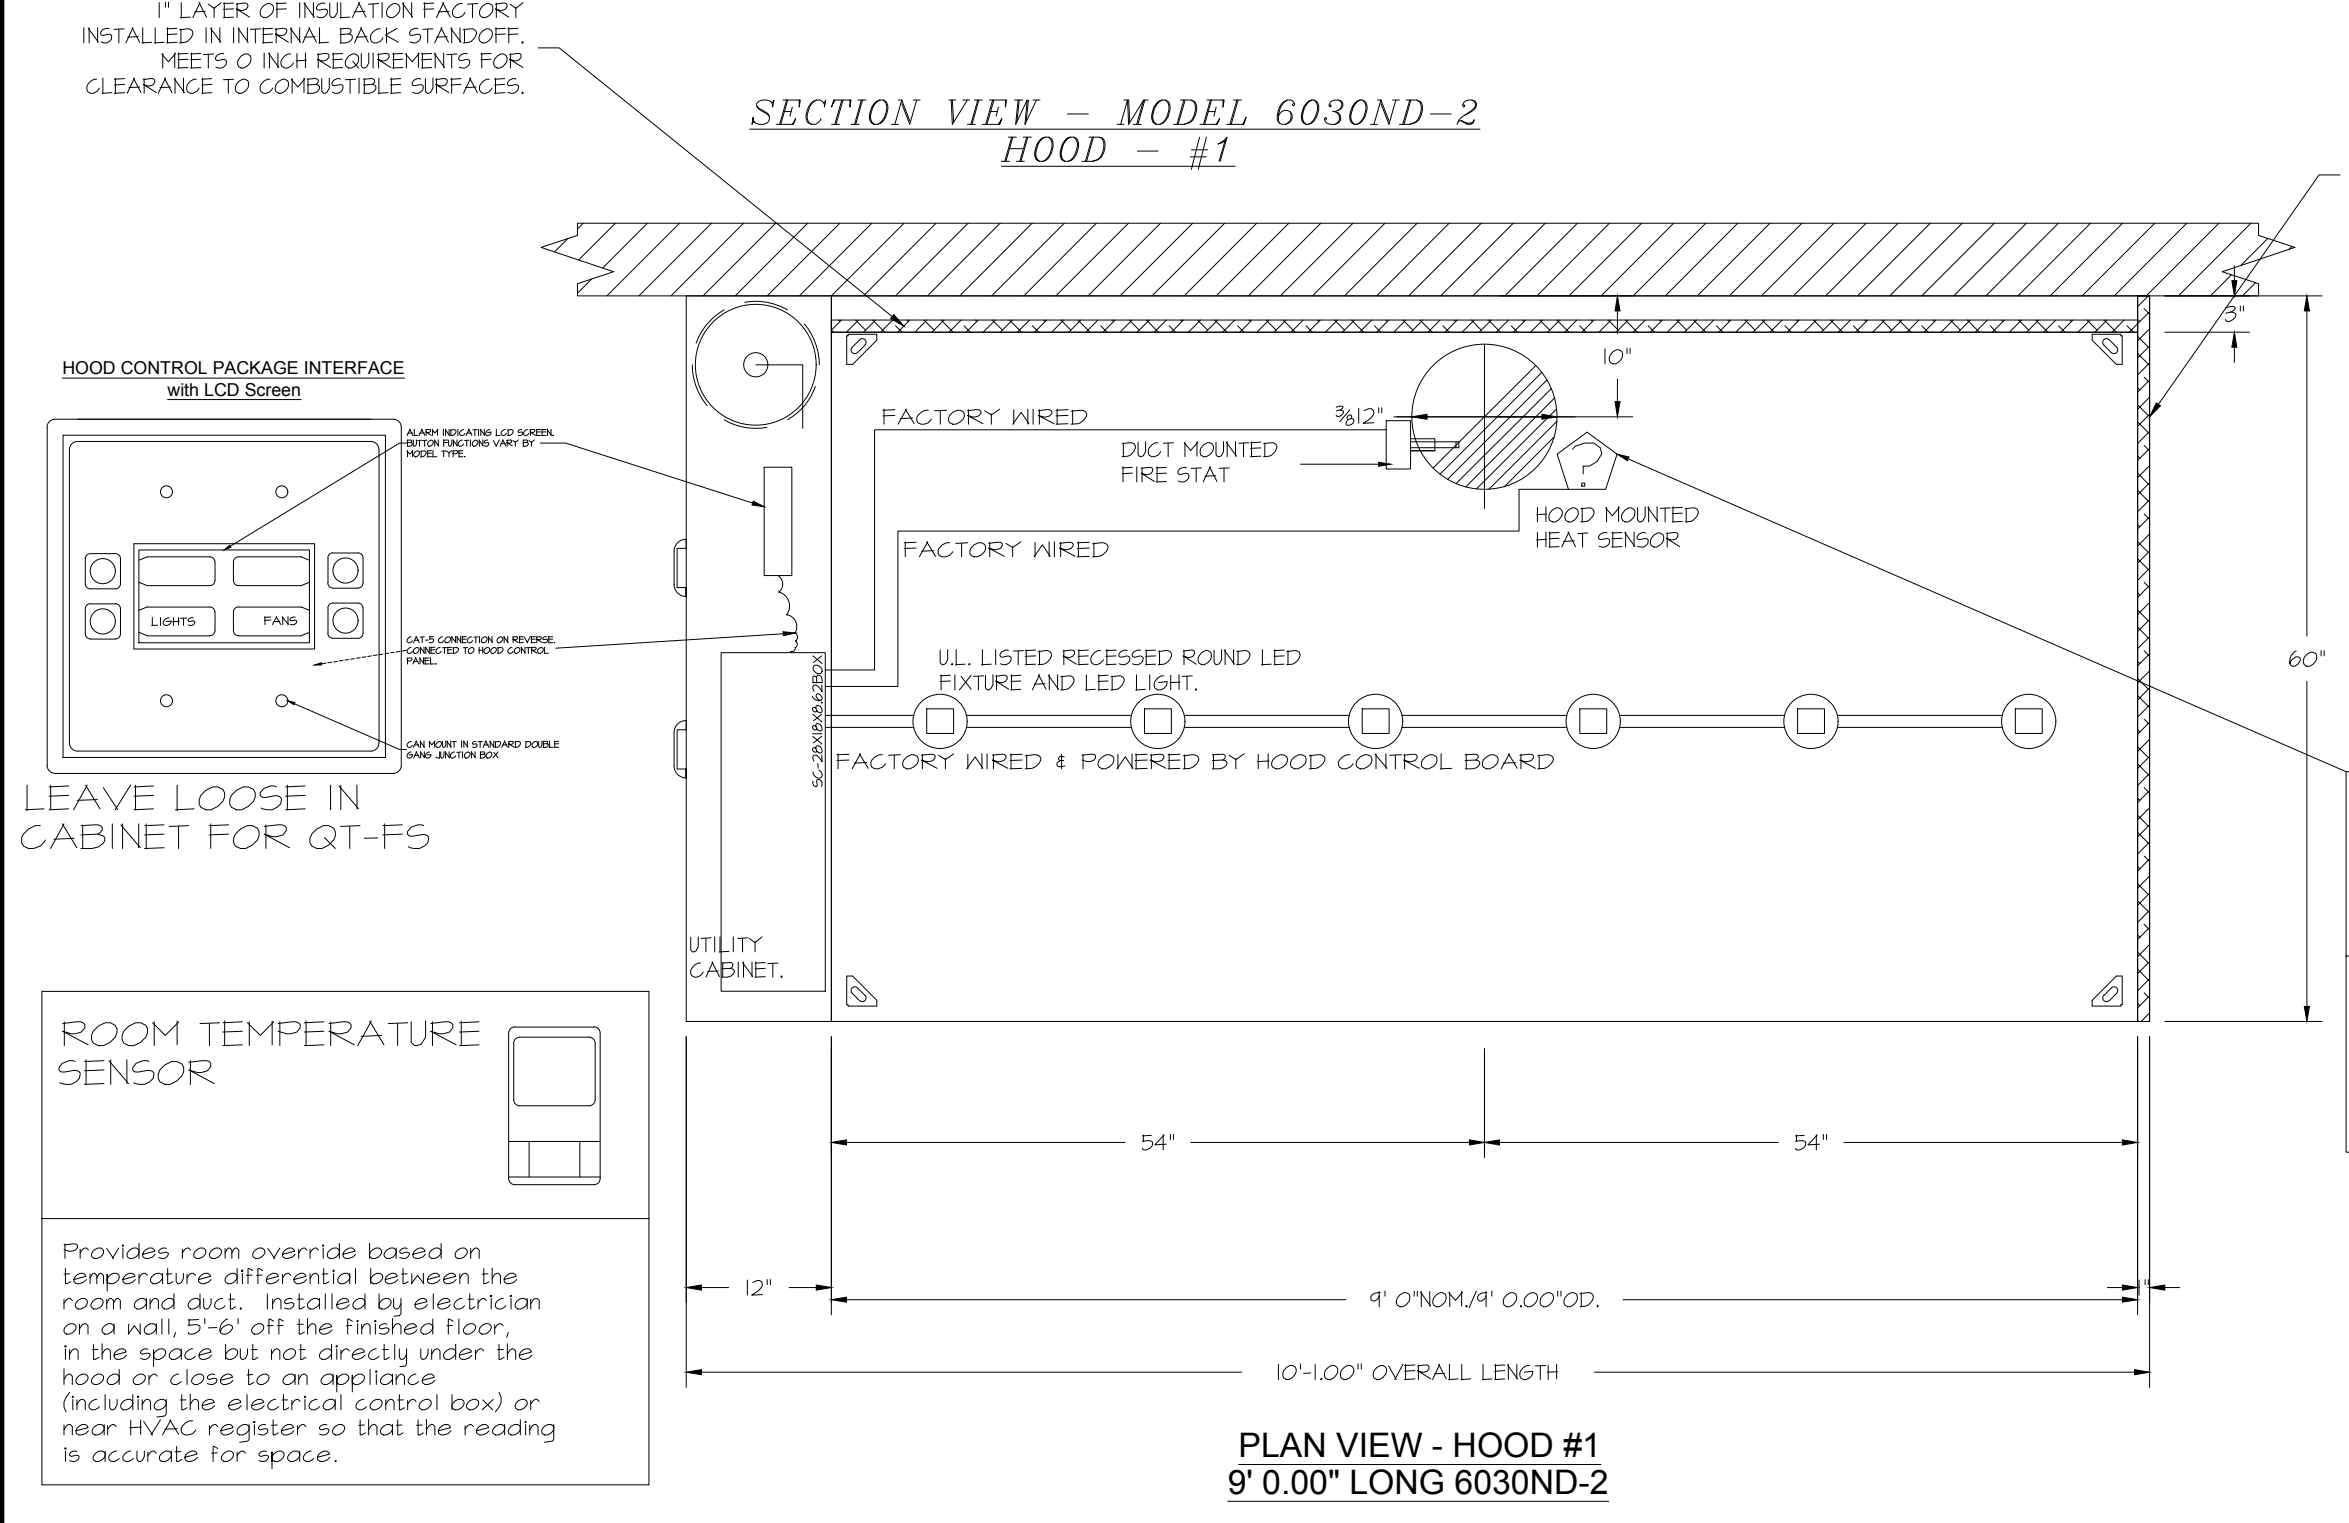 1" LAYER OF INSULATION FACTORY
INSTALLED IN INTERNAL BACK STANDOFF.
MEETS 0 INCH REQUIREMENTS FOR
CLEARANCE TO COMBUSTIBLE SURFACES.
SECTION VIEW - MODEL 6030ND-2
HOOD - #1
HOOD CONTROL PACKAGE INTERFACE
with LCD Screen
ALARM INDICATING LCD SCREEN.
BUTTON FUNCTIONS VARY BY
MODEL TYPE.
LIGHTS
FANS
CAT-5 CONNECTION ON REVERSE.
CONNECTED TO HOOD CONTROL
PANEL.
CAN MOUNT IN STANDARD DOUBLE
GANG JUNCTION BOX
LEAVE LOOSE IN
CABINET FOR QT-FS
3"
10"
FACTORY WIRED
3/8
12"
DUCT MOUNTED
FIRE STAT
?
HOOD MOUNTED
HEAT SENSOR
FACTORY WIRED
60"
U.L. LISTED RECESSED ROUND LED
FIXTURE AND LED LIGHT.
SC-28X18X8.62BOX
FACTORY WIRED & POWERED BY HOOD CONTROL BOARD
UTILITY
CABINET.
54"
54"
12"
9' 0"NOM./9' 0.00"OD.
1"
10'-1.00" OVERALL LENGTH
PLAN VIEW - HOOD #1
9' 0.00" LONG 6030ND-2
ROOM TEMPERATURE
SENSOR
Provides room override based on
temperature differential between the
room and duct. Installed by electrician
on a wall, 5'-6' off the finished floor,
in the space but not directly under the
hood or close to an appliance
(including the electrical control box) or
near HVAC register so that the reading
is accurate for space.